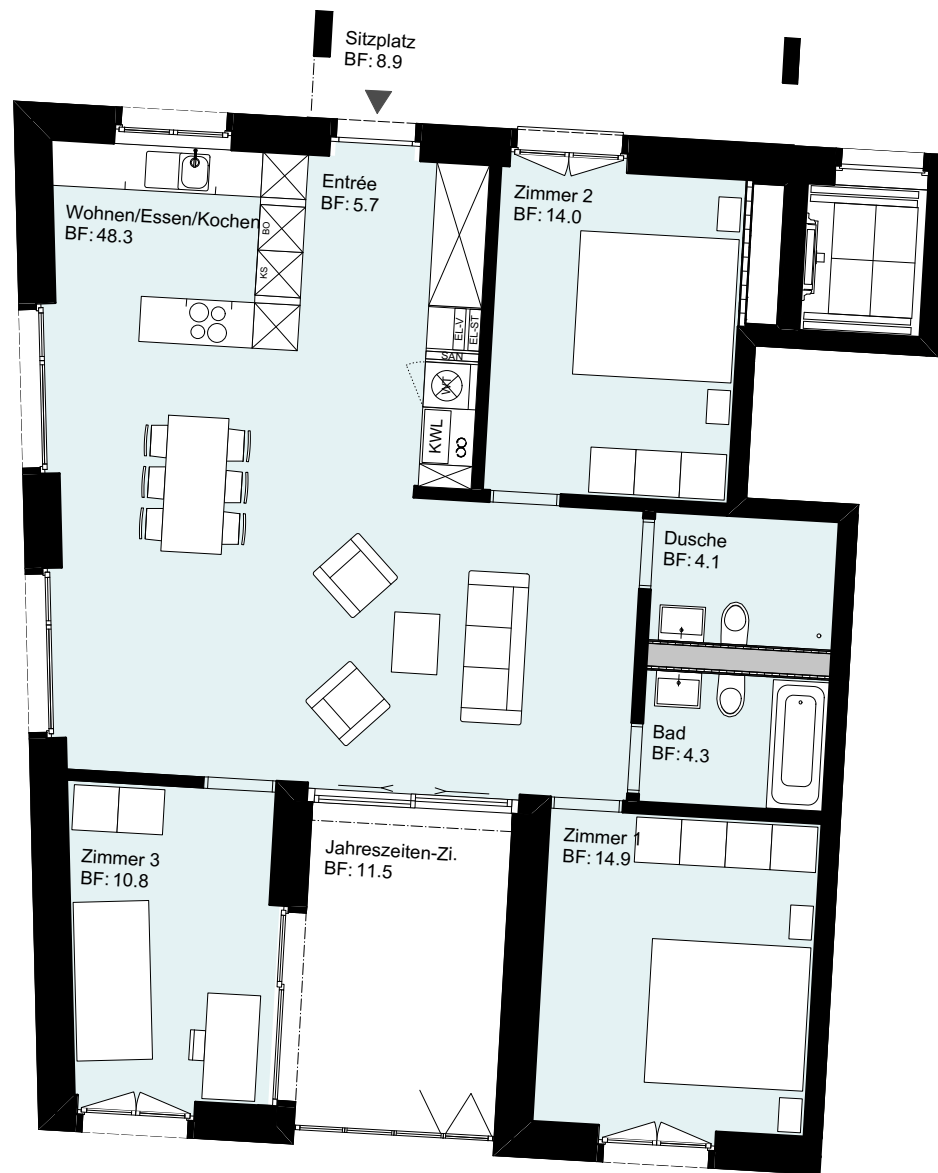 Sitzplatz
BF: 8.9
Entrée
BF: 5.7
Zimmer 2
BF: 14.0
Wohnen/Essen/Kochen
BF: 48.3
BO
KS
EL-V
EL-ST
SAN
WT
KWL
Dusche
BF: 4.1
Bad
BF: 4.3
Zimmer 3
BF: 10.8
Jahreszeiten-Zi.
BF: 11.5
Zimmer 1
BF: 14.9